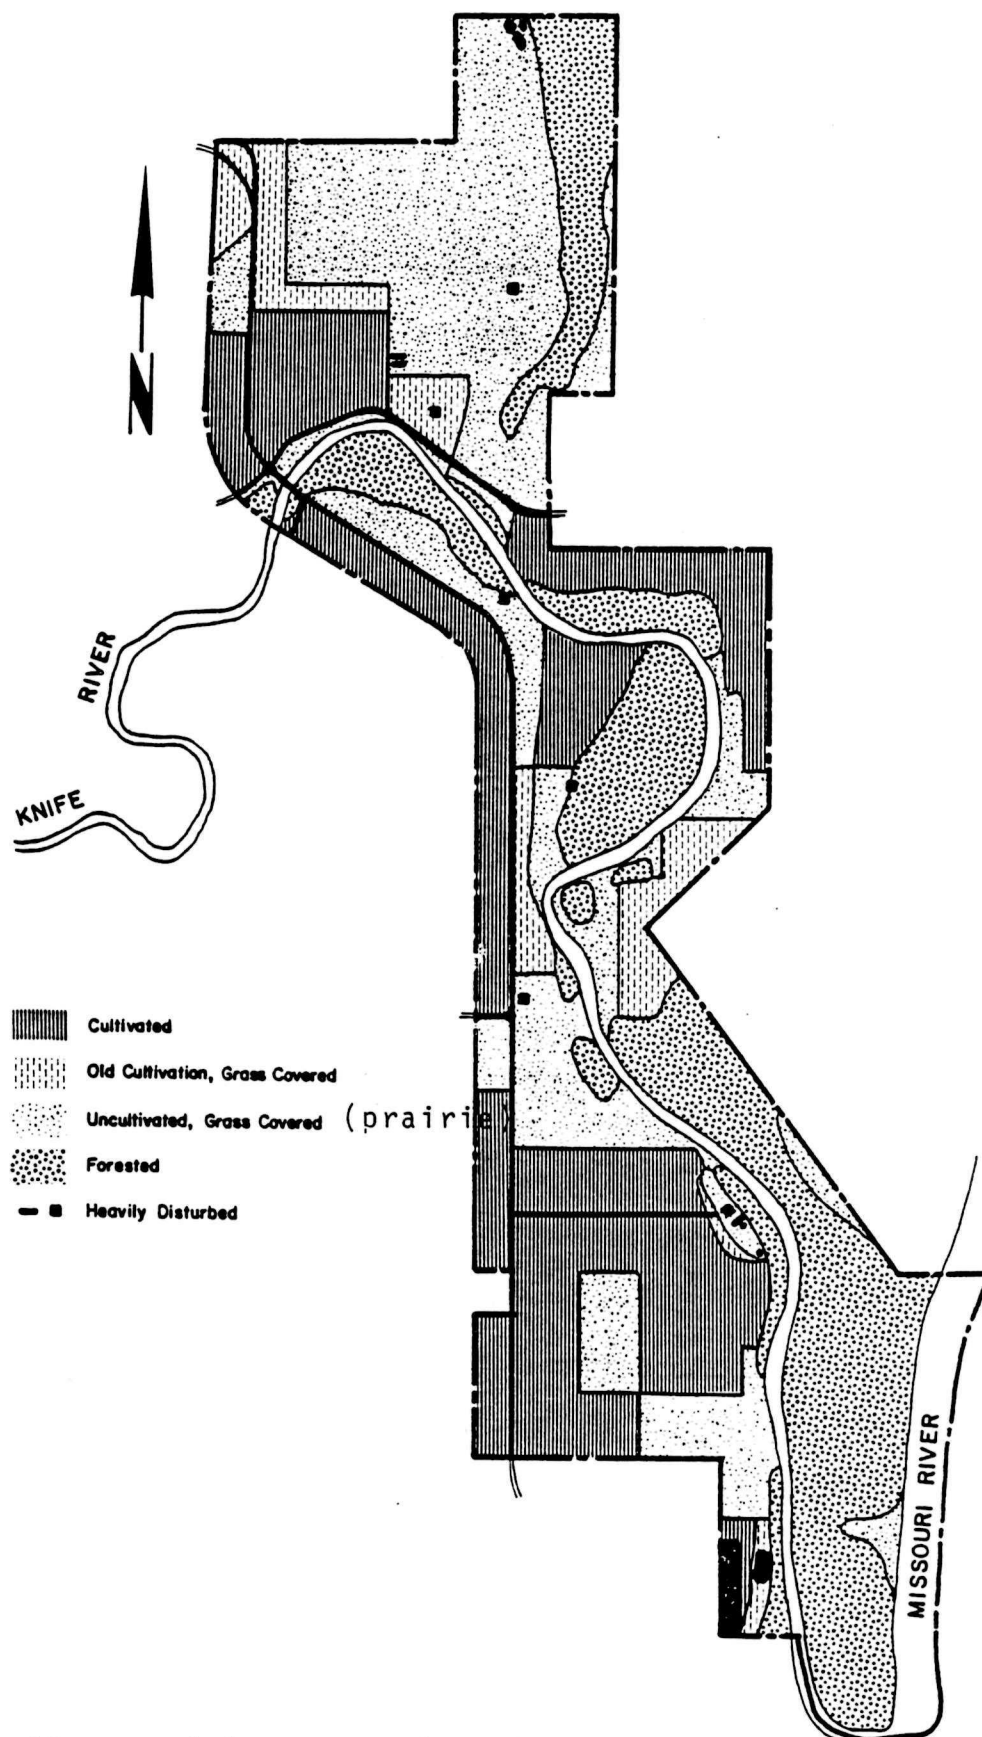 N
RIVER
KNIFE
Cultivated
Old Cultivation, Grass Covered
Uncultivated, Grass Covered (prairie)
Forested
Heavily Disturbed
MISSOURI RIVER